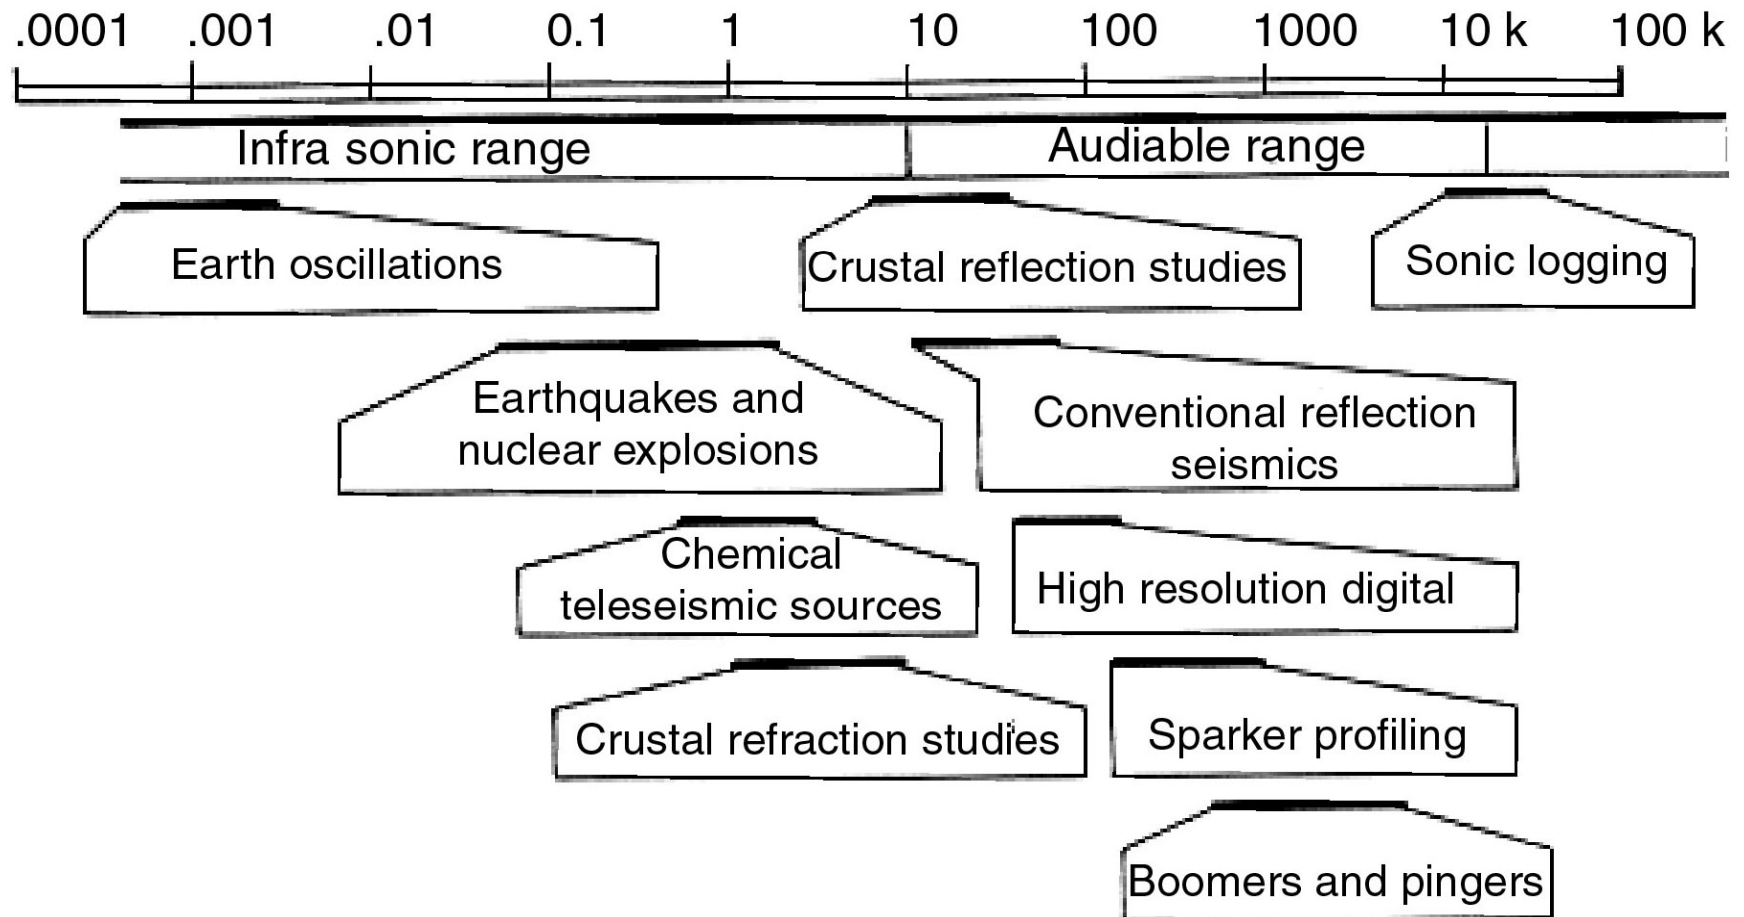 .0001 .001 .01 0.1 1 10 100 1000 10 k 100 k
Infra sonic range Audiable range
Earth oscillations Crustal reflection studies Sonic logging
Earthquakes and
nuclear explosions
Conventional reflection
seismics
Chemical
teleseismic sources
High resolution digital
Crustal refraction studies Sparker profiling
Boomers and pingers